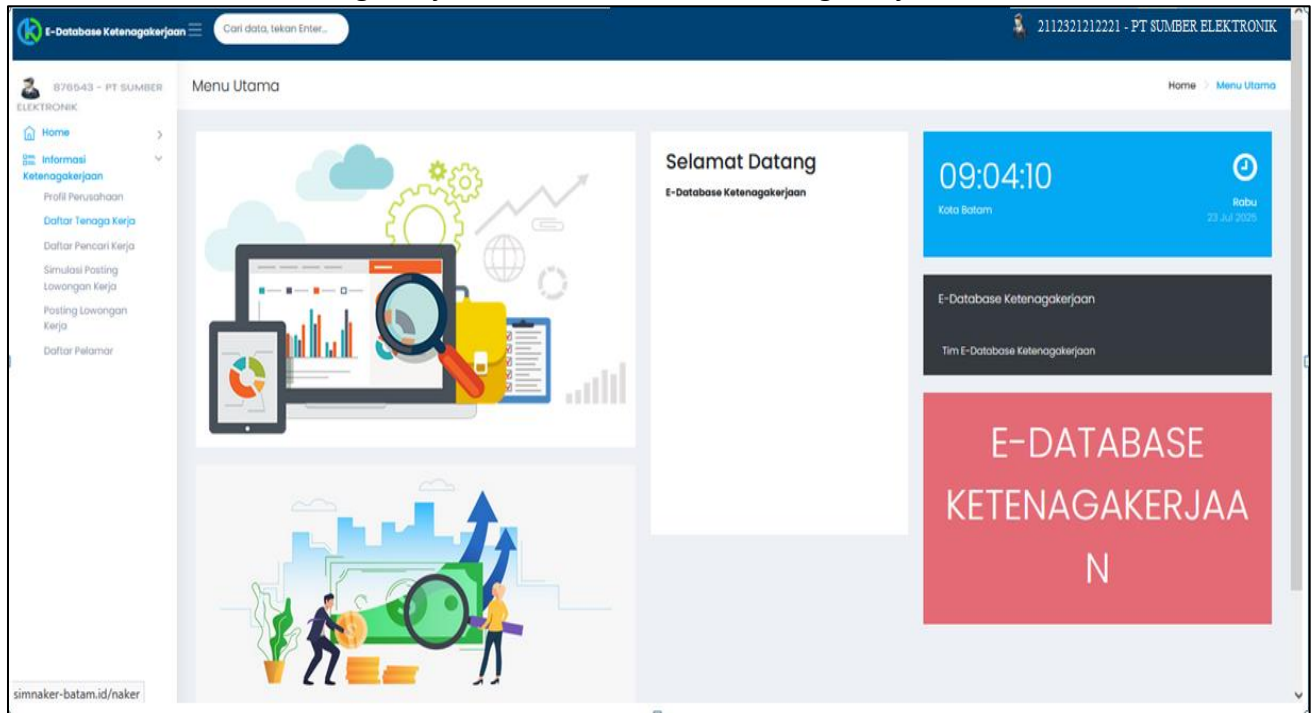 E-Database Ketenagakerjaan
Cari data, tekan Enter...
2112321212221 - PT SUMBER ELEKTRONIK
876543 - PT SUMBER
ELEKTRONIK
Menu Utama
Home > Menu Utama
Home
Informasi
Ketenagakerjaan
Profil Perusahaan
Daftar Tenaga Kerja
Daftar Pencari Kerja
Simulasi Posting
Lowongan Kerja
Posting Lowongan
Kerja
Daftar Pelamar
Selamat Datang
E-Database Ketenagakerjaan
09:04:10
Kota Batam
Rabu
23 Jul 2025
E-Database Ketenagakerjaan
Tim E-Database Ketenagakerjaan
E-DATABASE
KETENAGAKERJAA
N
simnaker-batam.id/naker